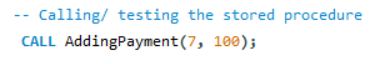 -- Calling/ testing the stored procedure
CALL AddingPayment(7, 100);